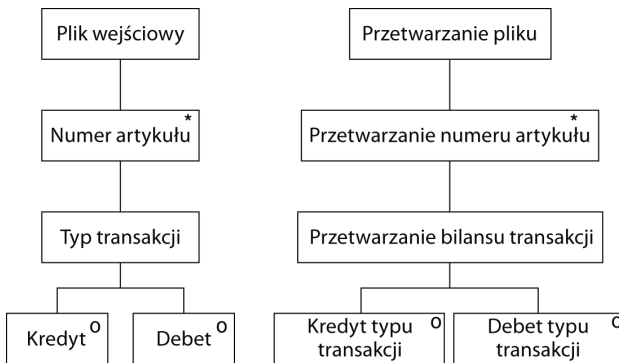 Plik wejściowy
Przetwarzanie pliku
Numer artykułu *
Przetwarzanie numeru artykułu *
Typ transakcji
Przetwarzanie bilansu transakcji
Kredyt o
Debet o
Kredyt typu o
transakcji
Debet typu o
transakcji